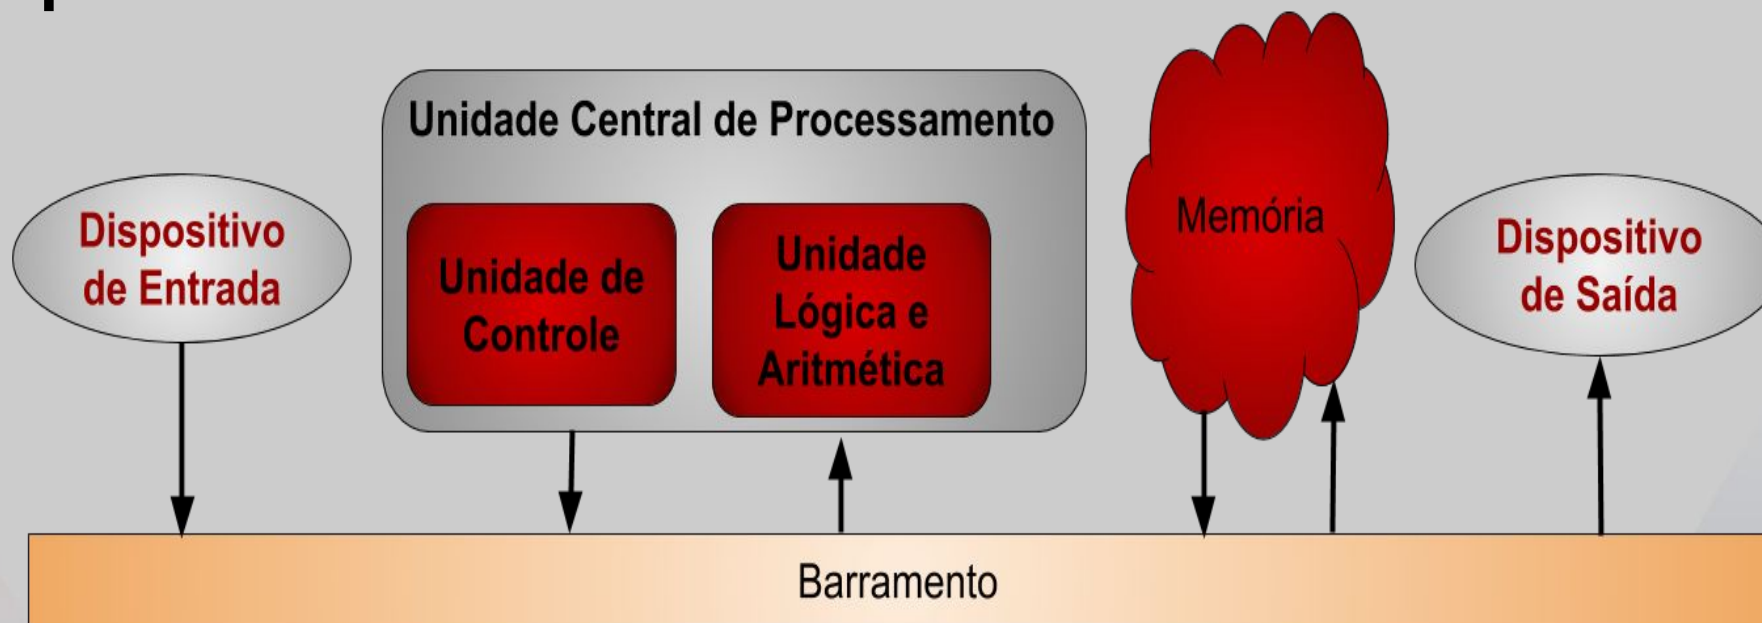 Unidade Central de Processamento
Dispositivo
de Entrada
Unidade de
Controle
Unidade
Lógica e
Aritmética
Memória
Dispositivo
de Saída
Barramento